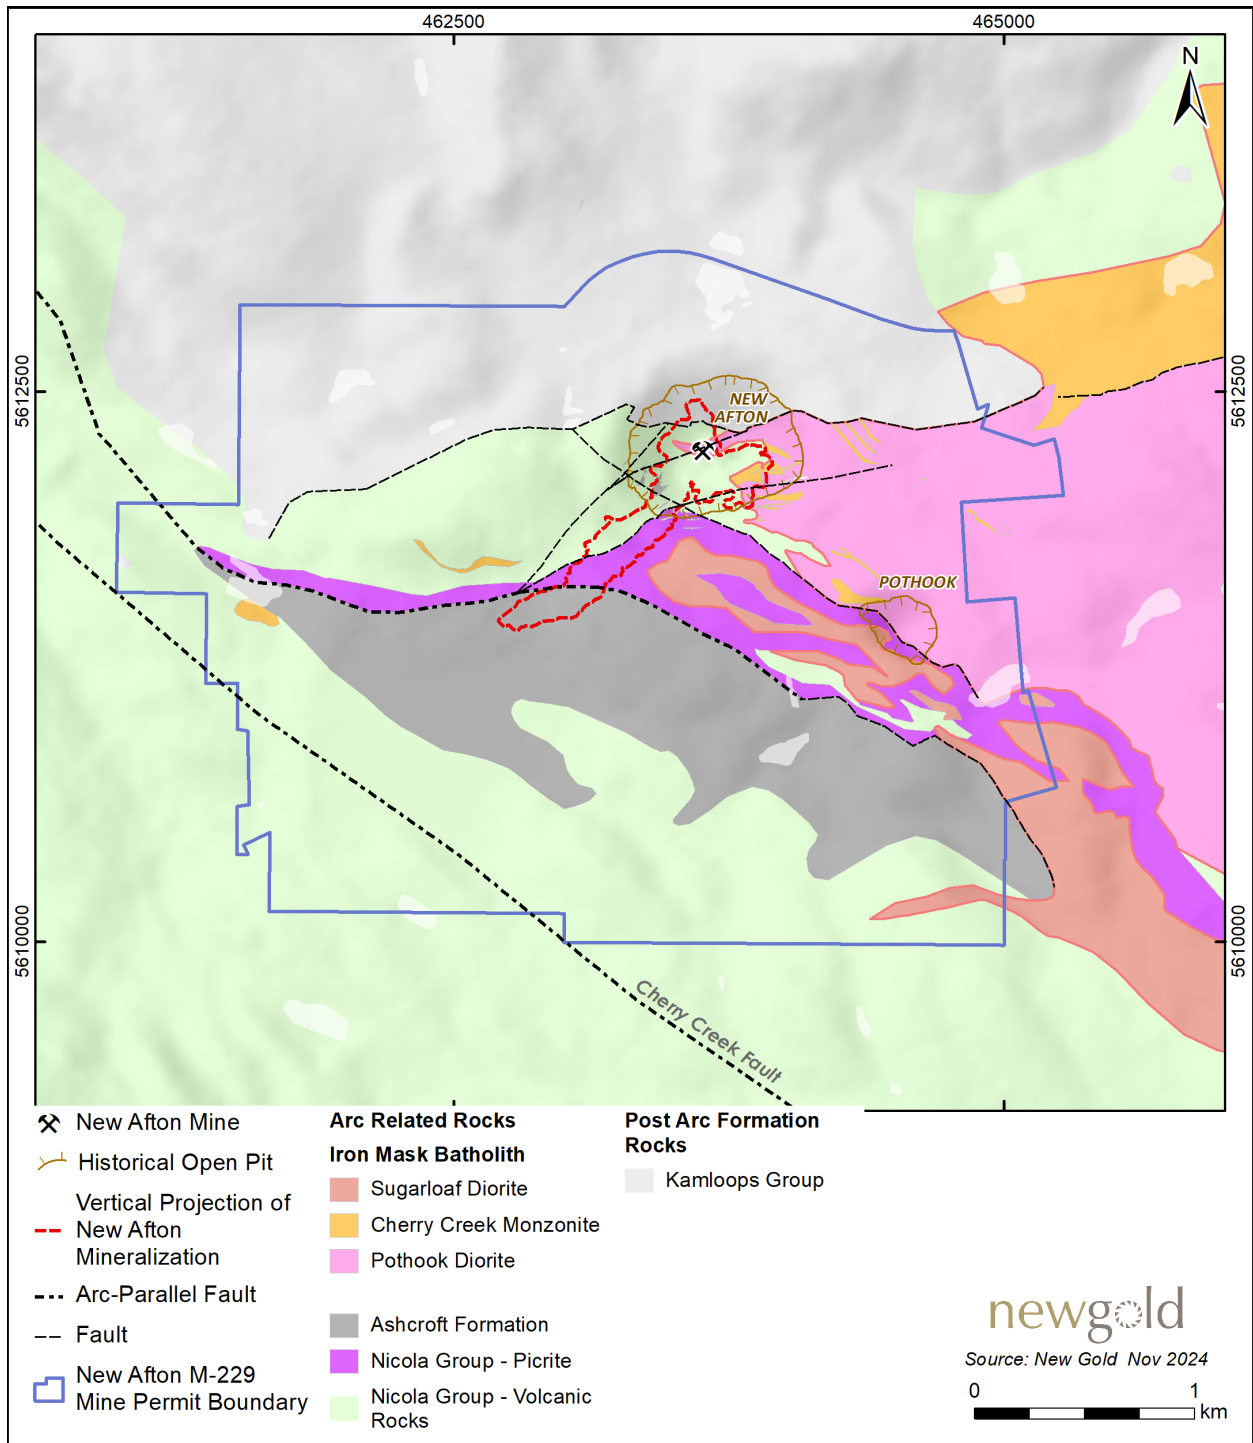 462500
465000
N
5612500
5612500
NEW
AFTON
POTHOOK
5610000
5610000
Cherry Creek Fault
New Afton Mine
Historical Open Pit
Vertical Projection of
New Afton
Mineralization
Arc-Parallel Fault
Fault
New Afton M-229
Mine Permit Boundary
Arc Related Rocks
Iron Mask Batholith
Sugarloaf Diorite
Cherry Creek Monzonite
Pothook Diorite
Ashcroft Formation
Nicola Group - Picrite
Nicola Group - Volcanic
Rocks
Post Arc Formation
Rocks
Kamloops Group
newgold
Source: New Gold Nov 2024
0 1
km